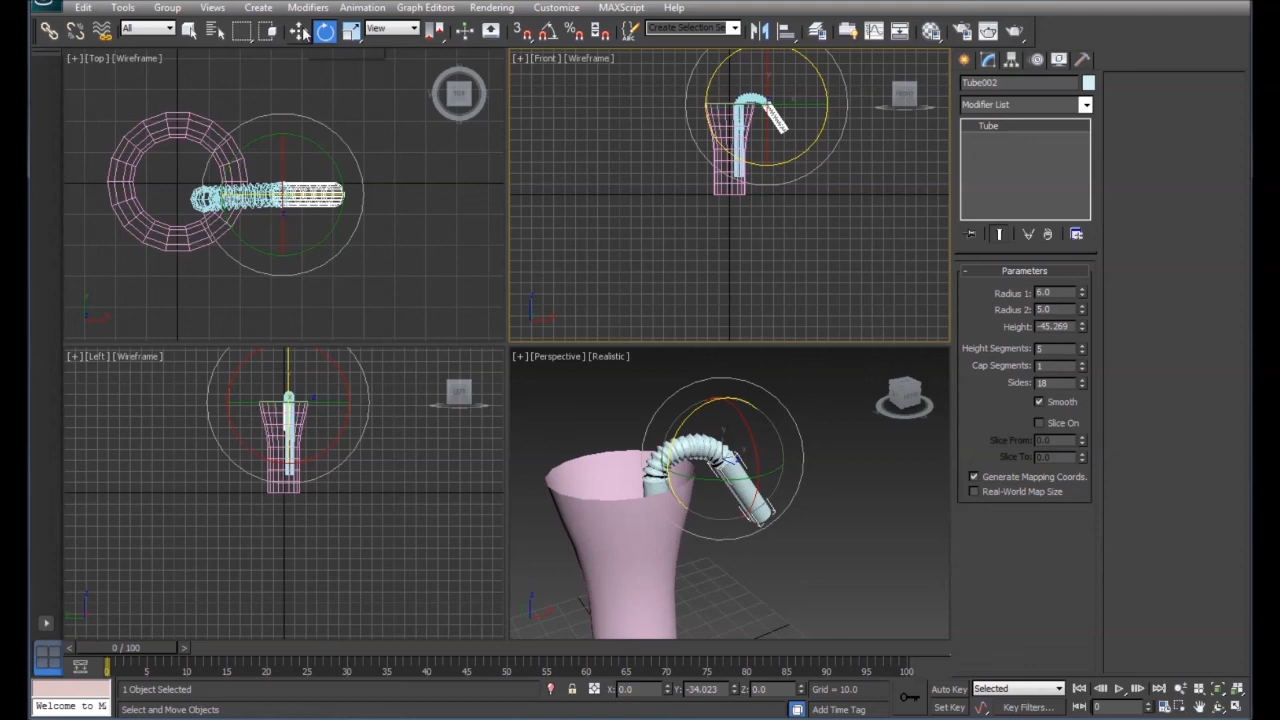 Edit Tools Group Views Create Modifiers Animation Graph Editors Rendering Customize MAXScript Help
All View Create Selection Se
[+] [Top] [Wireframe]
TOP
[+] [Front] [Wireframe]
FRONT
[+] [Left] [Wireframe]
LEFT
[+] [Perspective] [Realistic]
Tube002
Modifier List
Tube
- Parameters
Radius 1: 6.0
Radius 2: 5.0
Height: -45.269
Height Segments: 5
Cap Segments: 1
Sides: 18
Smooth
Slice On
Slice From: 0.0
Slice To: 0.0
Generate Mapping Coords.
Real-World Map Size
< 0 / 100 >
0 5 10 15 20 25 30 35 40 45 50 55 60 65 70 75 80 85 90 95 100
1 Object Selected X: 0.0 Y: -34.023 Z: 0.0 Grid = 10.0 Auto Key Selected
Welcome to M Select and Move Objects Add Time Tag Set Key Key Filters... 0